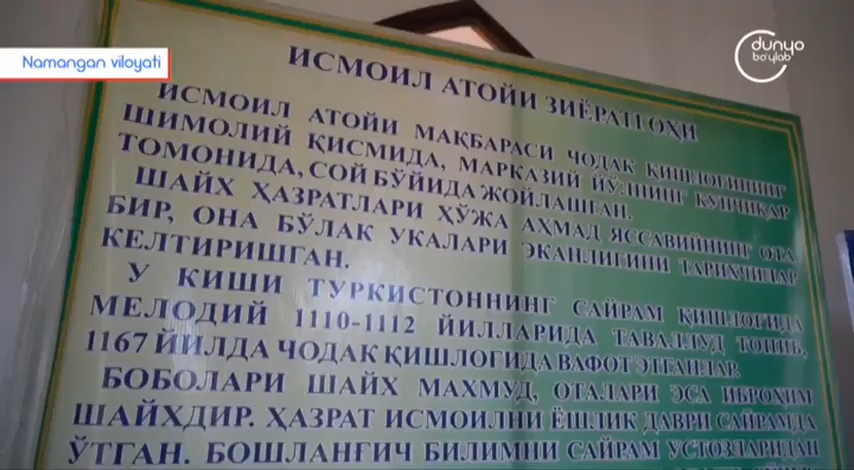 Namangan viloyati
dunyo
bo'ylab
ИСМОИЛ АТОЙИ ЗИЁРАТГОҲИ
ИСМОИЛ АТОЙИ МАҚБАРАСИ ЧОДАК ҚИШЛОҒИНИНГ
ШИМОЛИЙ ҚИСМИДА, МАРКАЗИЙ ЙЎЛНИНГ КУНЧИҚАР
ТОМОНИДА, СОЙ БЎЙИДА ЖОЙЛАШГАН.
ШАЙХ ҲАЗРАТЛАРИ ҲЎЖА АҲМАД ЯССАВИЙНИНГ ОТА
БИР, ОНА БЎЛАК УКАЛАРИ ЭКАНЛИГИНИ ТАРИХЧИЛАР
КЕЛТИРИШГАН.
У КИШИ ТУРКИСТОННИНГ САЙРАМ ҚИШЛОҒИДА
МЕЛОДИЙ 1110-1112 ЙИЛЛАРИДА ТАВАЛЛУД ТОПИБ,
1167 ЙИЛДА ЧОДАК ҚИШЛОҒИДА ВАФОТ ЭТГАНЛАР.
БОБОЛАРИ ШАЙХ МАХМУД, ОТАЛАРИ ЭСА ИБРОҲИМ
ШАЙХДИР. ҲАЗРАТ ИСМОИЛНИ ЁШЛИК ДАВРИ САЙРАМДА
ЎТГАН. БОШЛАНҒИЧ БИЛИМНИ САЙРАМ УСТОЗЛАРИДАН